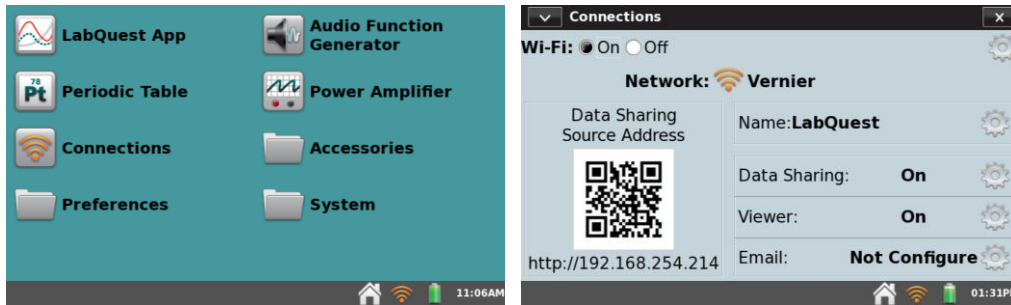 LabQuest App
Audio Function
Generator
78
Pt
Periodic Table
Power Amplifier
Connections
Accessories
Preferences
System
11:06AM
Connections
X
Wi-Fi: On Off
Network: Vernier
Data Sharing
Source Address
http://192.168.254.214
Name:LabQuest
Data Sharing: On
Viewer: On
Email: Not Configure
01:31P